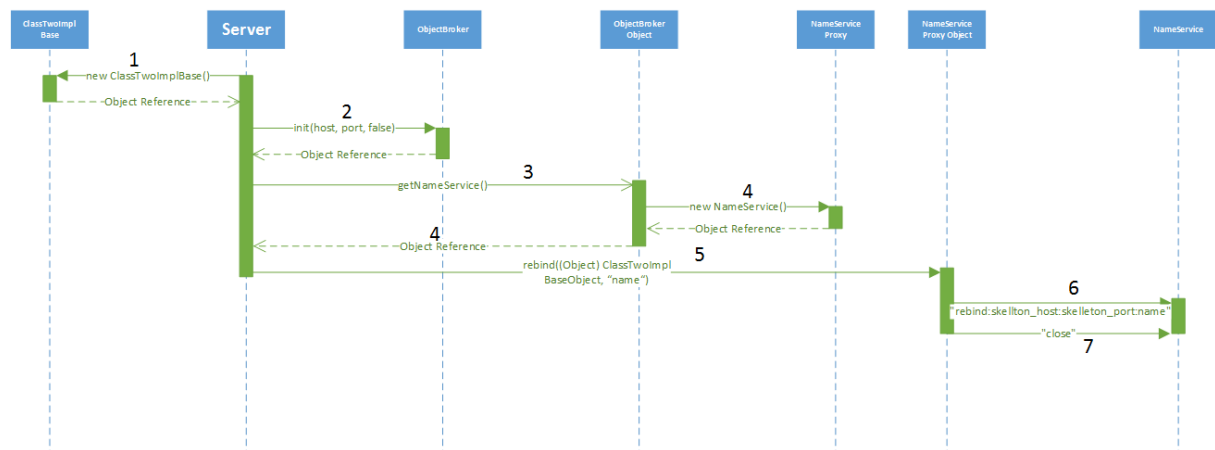 ClassTwoImpl
Base
Server
ObjectBroker
ObjectBroker
Object
NameService
Proxy
NameService
Proxy Object
NameService
1
new ClassTwoImplBase()
Object Reference
2
init(host, port, false)
Object Reference
3
getNameService()
4
new NameService()
Object Reference
4
Object Reference
5
rebind((Object) ClassTwoImpl
BaseObject, “name”)
6
"rebind:skellton_host:skelleton_port:name"
"close"
7